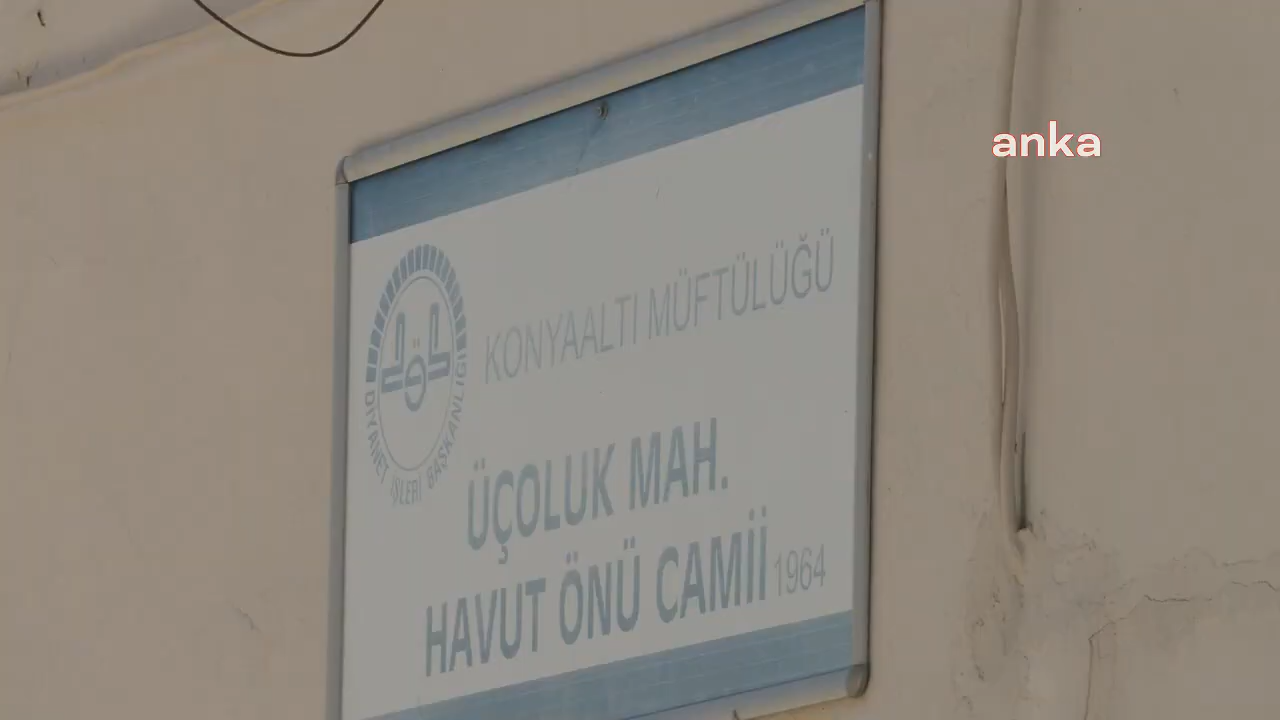 anka
KONYAALTI MÜFTÜLÜĞÜ
DİYANET İŞLERİ BAŞKANLIĞI
ÜÇOLUK MAH.
HAVUT ÖNÜ CAMİİ 1964